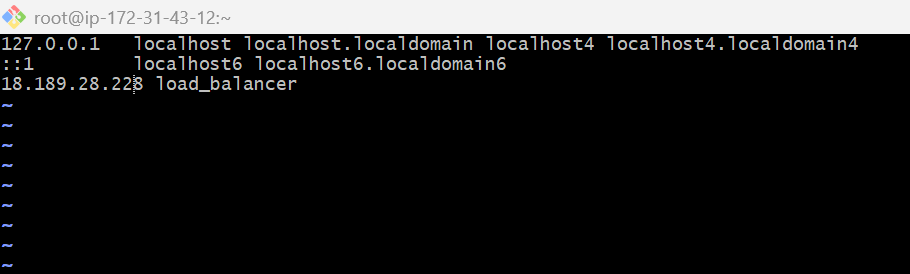 root@ip-172-31-43-12:~
127.0.0.1   localhost localhost.localdomain localhost4 localhost4.localdomain4
::1         localhost6 localhost6.localdomain6
18.189.28.228 load_balancer
~
~
~
~
~
~
~
~
~